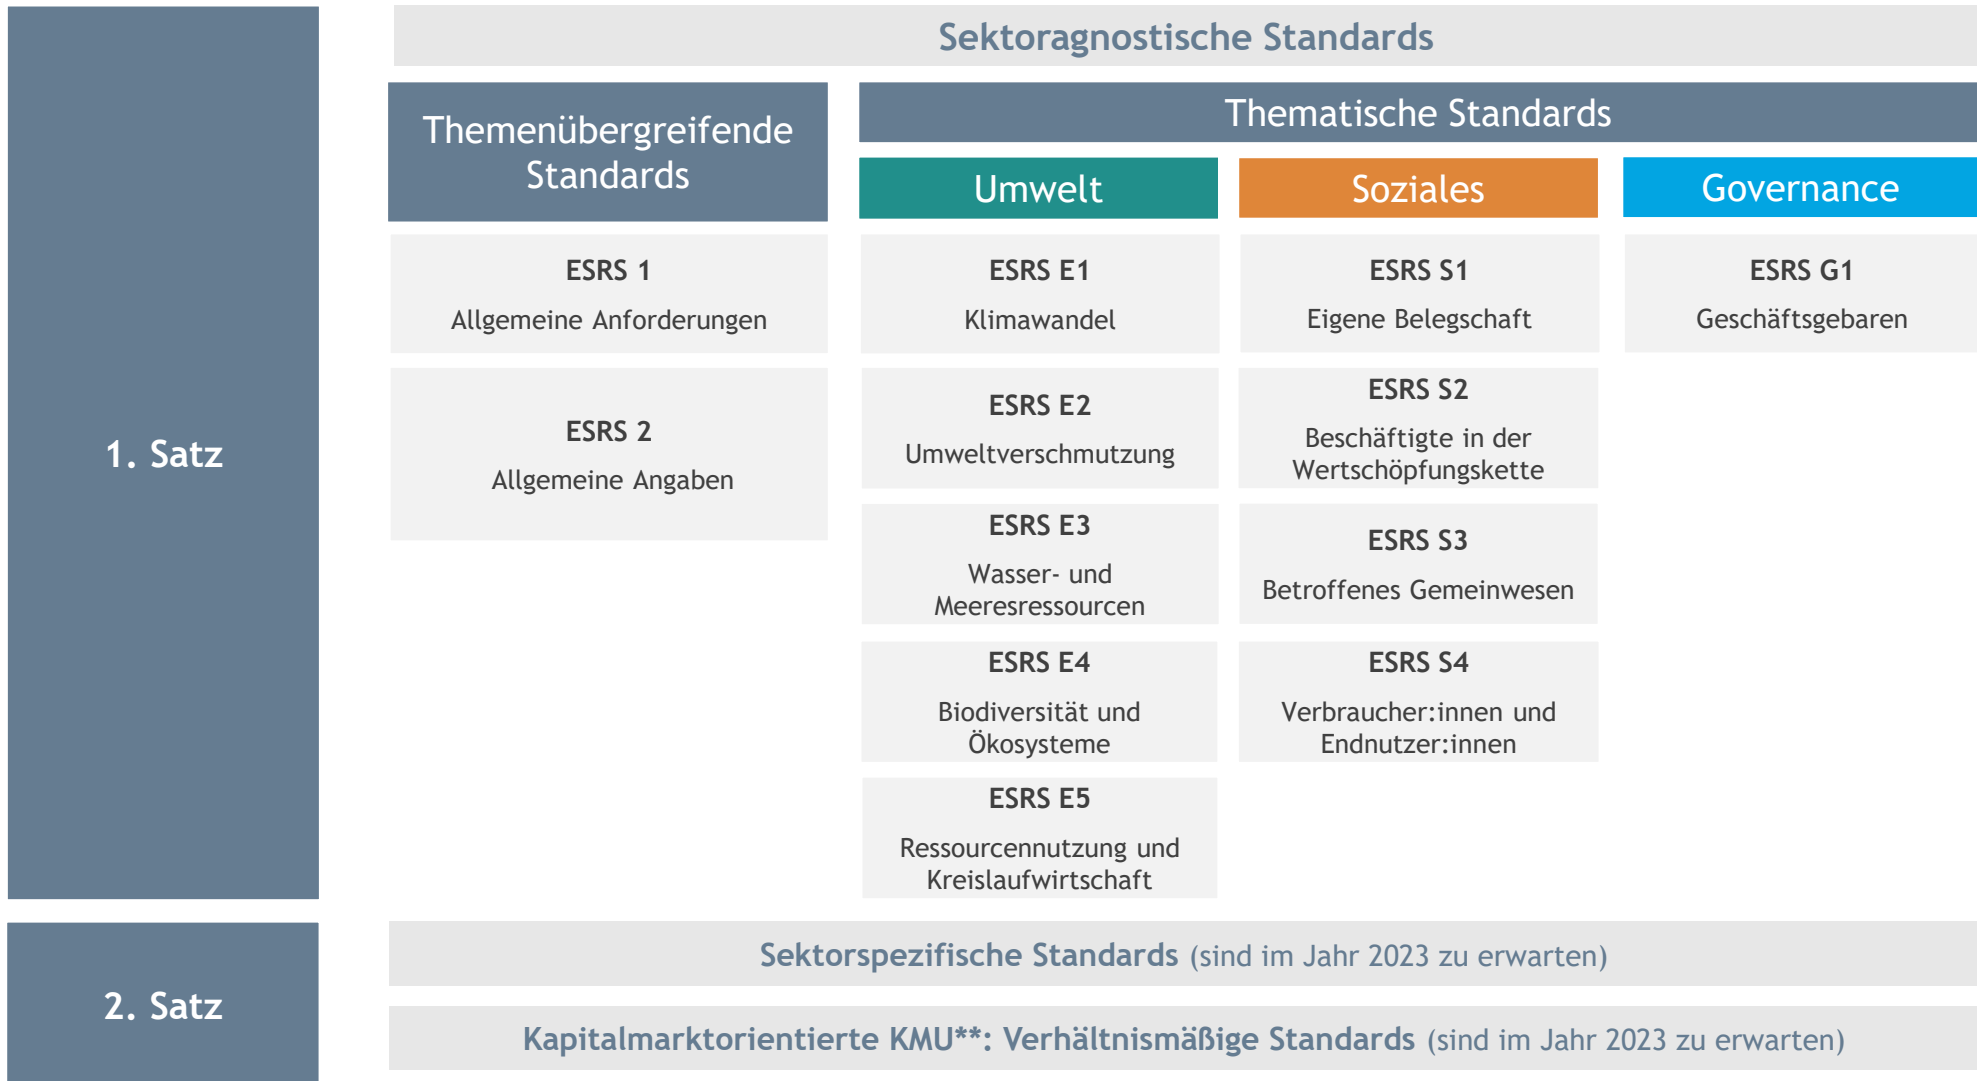 1. Satz
Sektoragnostische Standards
Themenübergreifende
Standards
ESRS 1
Allgemeine Anforderungen
ESRS 2
Allgemeine Angaben
Thematische Standards
Umwelt
ESRS E1
Klimawandel
ESRS E2
Umweltverschmutzung
ESRS E3
Wasser- und
Meeresressourcen
ESRS E4
Biodiversität und
Ökosysteme
ESRS E5
Ressourcennutzung und
Kreislaufwirtschaft
Soziales
ESRS S1
Eigene Belegschaft
ESRS S2
Beschäftigte in der
Wertschöpfungskette
ESRS S3
Betroffenes Gemeinwesen
ESRS S4
Verbraucher:innen und
Endnutzer:innen
Governance
ESRS G1
Geschäftsgebaren
2. Satz
Sektorspezifische Standards (sind im Jahr 2023 zu erwarten)
Kapitalmarktorientierte KMU**: Verhältnismäßige Standards (sind im Jahr 2023 zu erwarten)